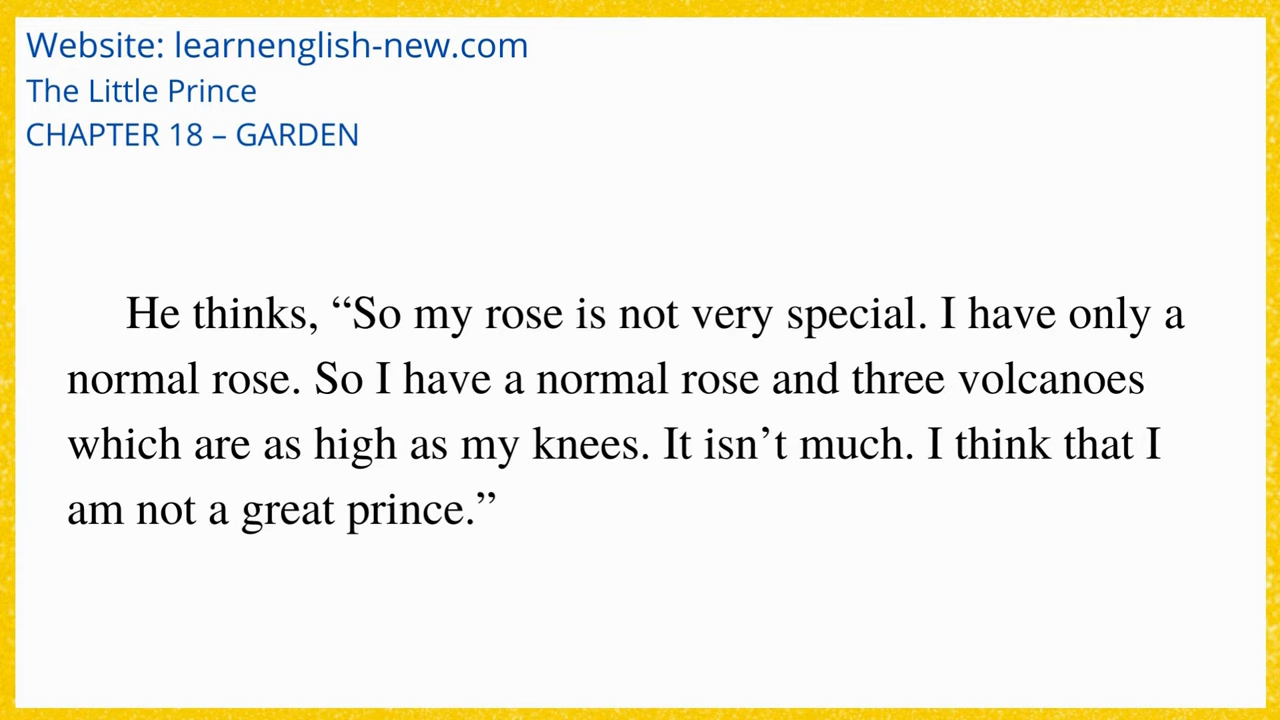 Website: learnenglish-new.com
The Little Prince
CHAPTER 18 – GARDEN
He thinks, “So my rose is not very special. I have only a
normal rose. So I have a normal rose and three volcanoes
which are as high as my knees. It isn’t much. I think that I
am not a great prince.”